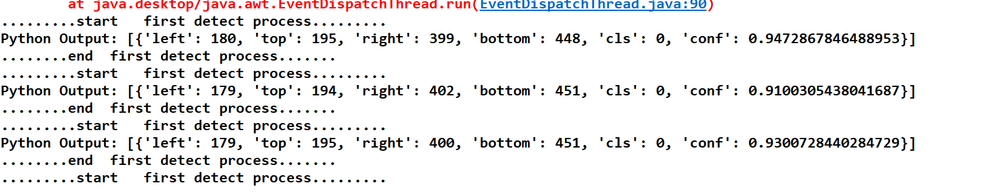 at java.desktop/java.awt.EventDispatchThread.run(EventDispatchThread.java:90)
.........start   first detect process.........
Python Output: [{'left': 180, 'top': 195, 'right': 399, 'bottom': 448, 'cls': 0, 'conf': 0.9472867846488953}]
........end  first detect process.......
.........start   first detect process.........
Python Output: [{'left': 179, 'top': 194, 'right': 402, 'bottom': 451, 'cls': 0, 'conf': 0.9100305438041687}]
........end  first detect process.......
.........start   first detect process.........
Python Output: [{'left': 179, 'top': 195, 'right': 400, 'bottom': 451, 'cls': 0, 'conf': 0.9300728440284729}]
........end  first detect process.......
.........start   first detect process.........